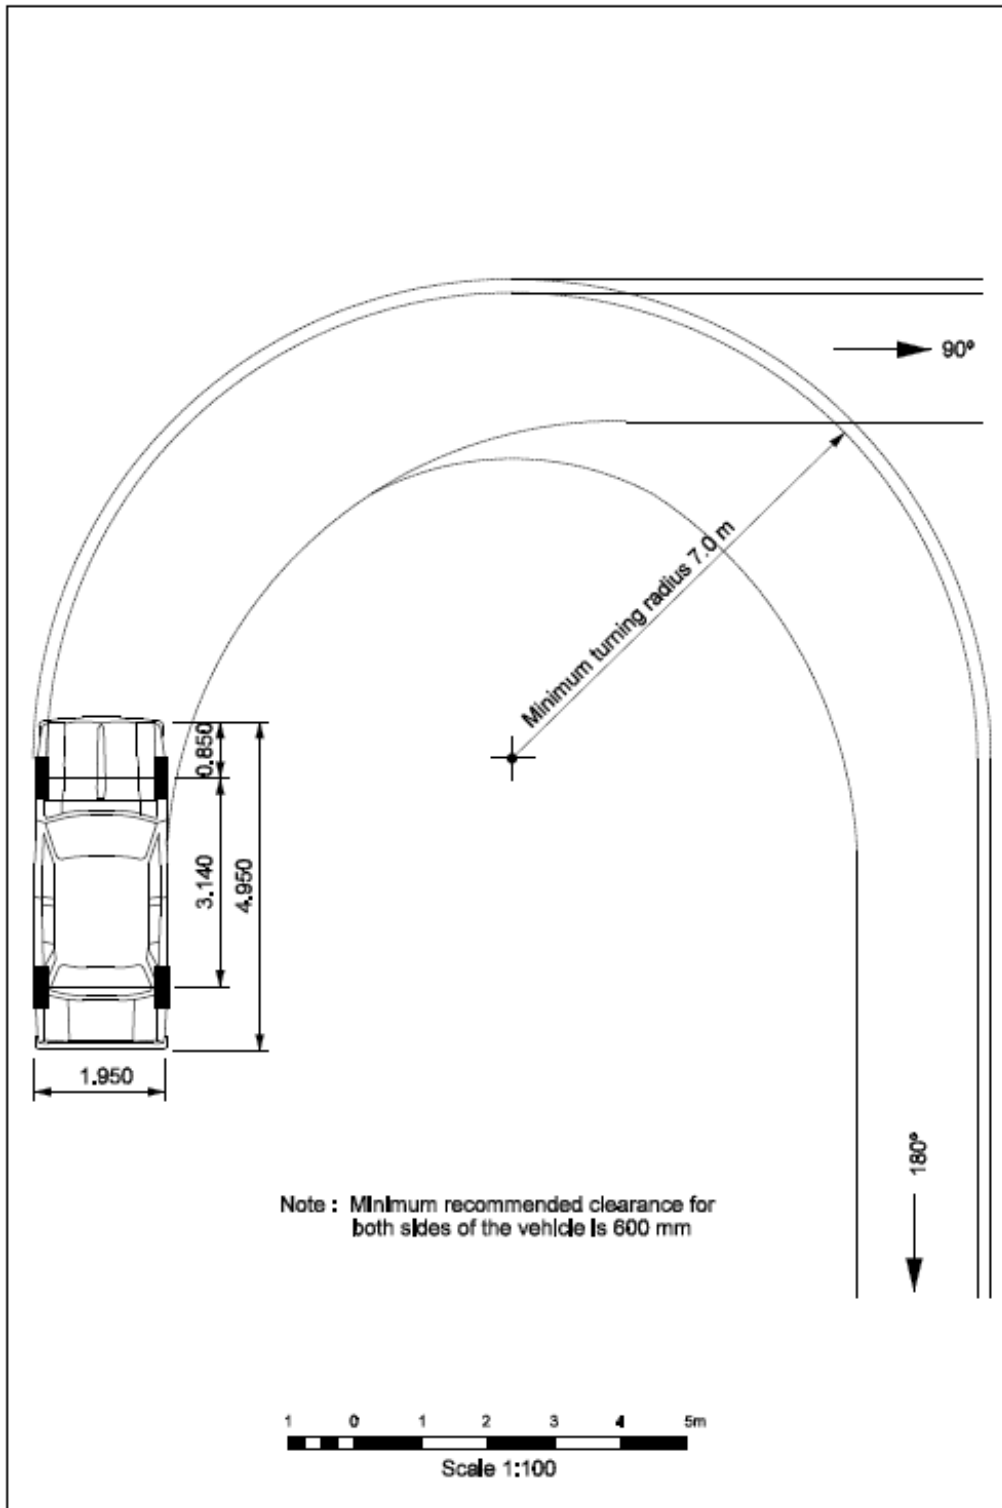 90°
Minimum turning radius 7.0 m
0.850
3.140
4.950
1.950
180°
Note : Minimum recommended clearance for
both sides of the vehicle is 600 mm
1 0 1 2 3 4 5m
Scale 1:100